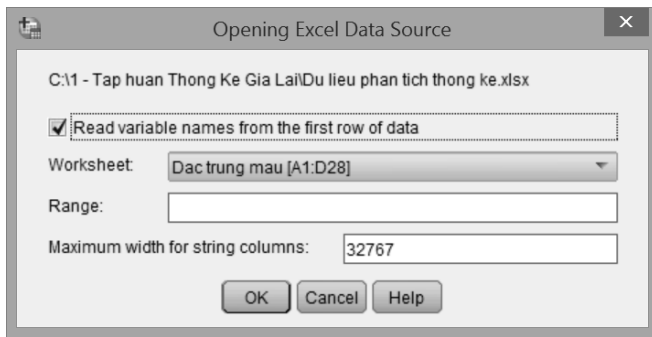 Opening Excel Data Source
C:\1 - Tap huan Thong Ke Gia Lai\Du lieu phan tich thong ke.xlsx
Read variable names from the first row of data
Worksheet: Dac trung mau [A1:D28]
Range:
Maximum width for string columns: 32767
OK Cancel Help